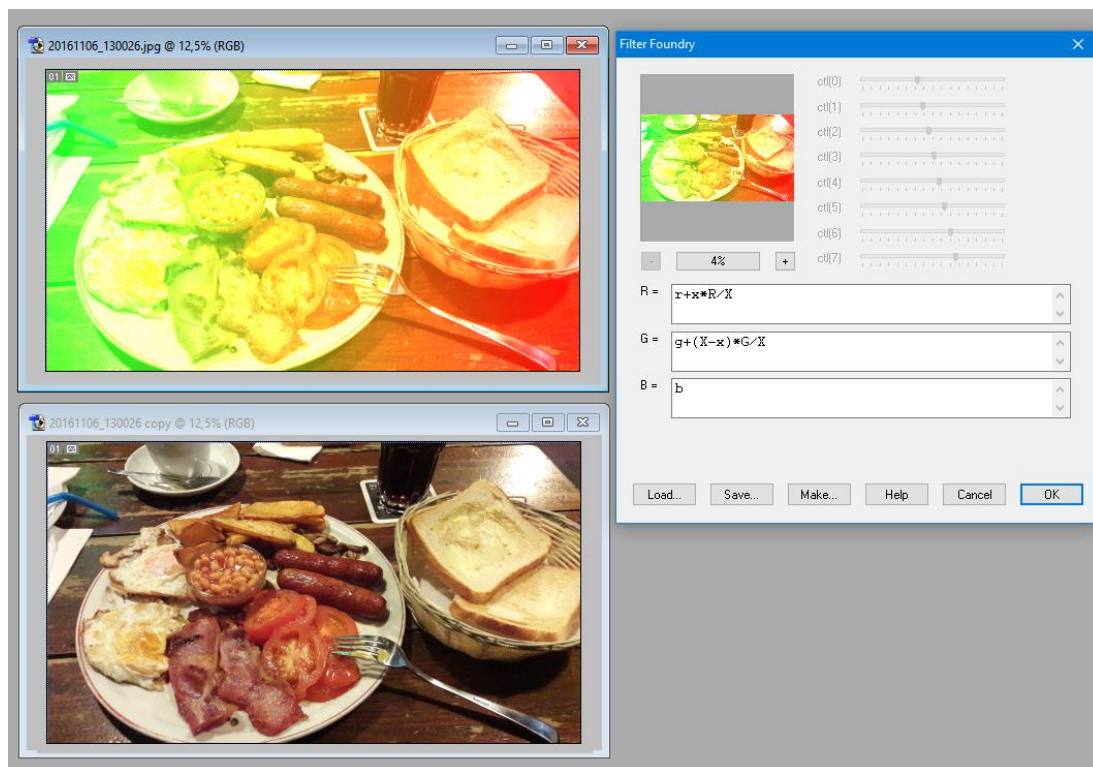 20161106_130026.jpg @ 12,5% (RGB)
01
20161106_130026 copy @ 12,5% (RGB)
01
Filter Foundry
ctl(0)
ctl(1)
ctl(2)
ctl(3)
ctl(4)
ctl(5)
ctl(6)
ctl(7)
- 4% +
R = r+x*R/X
G = g+(X-x)*G/X
B = b
Load... Save... Make... Help Cancel OK